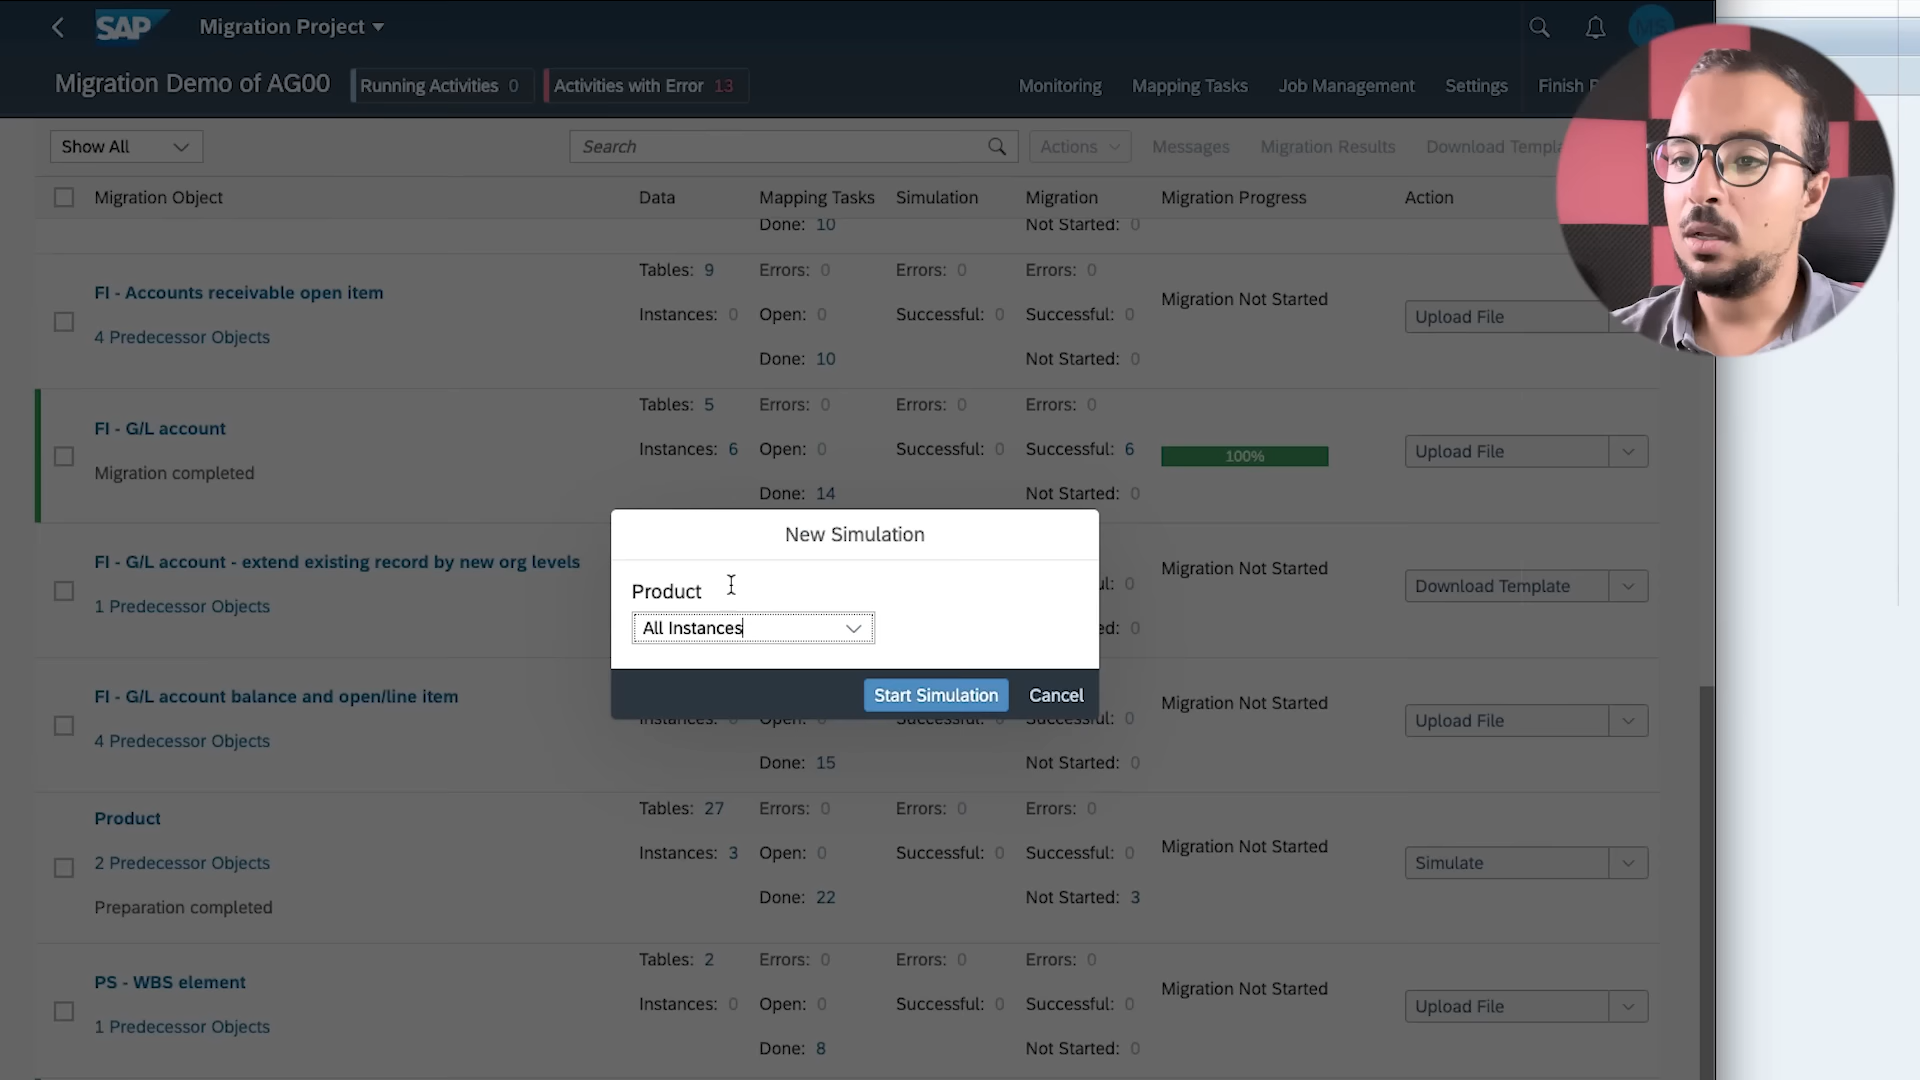 SAP Migration Project
MS
Migration Demo of AG00 Running Activities 0 Activities with Error 13 Monitoring Mapping Tasks Job Management Settings Finish
Show All Search Actions Messages Migration Results Download
Migration Object Data Mapping Tasks Simulation Migration Migration Progress Action
Done: 10 Not Started: 0
Tables: 9 Errors: 0 Errors: 0 Errors: 0
FI - Accounts receivable open item Migration Not Started
Instances: 0 Open: 0 Successful: 0 Successful: 0 Upload File
4 Predecessor Objects
Done: 10 Not Started: 0
Tables: 5 Errors: 0 Errors: 0 Errors: 0
FI - G/L account
Instances: 6 Open: 0 Successful: 0 Successful: 6 100% Upload File
Migration completed
Done: 14 Not Started: 0
New Simulation
FI - G/L account - extend existing record by new org levels Migration Not Started
Product 0 Download Template
1 Predecessor Objects
All Instances 0
FI - G/L account balance and open/line item Start Simulation Cancel Migration Not Started
Instances: 0 Open: 0 Successful: 0 Successful: 0 Upload File
4 Predecessor Objects
Done: 15 Not Started: 0
Tables: 27 Errors: 0 Errors: 0 Errors: 0
Product Migration Not Started
2 Predecessor Objects Instances: 3 Open: 0 Successful: 0 Successful: 0 Simulate
Done: 22 Not Started: 3
Preparation completed
Tables: 2 Errors: 0 Errors: 0 Errors: 0
PS - WBS element Migration Not Started
Instances: 0 Open: 0 Successful: 0 Successful: 0 Upload File
1 Predecessor Objects
Done: 8 Not Started: 0